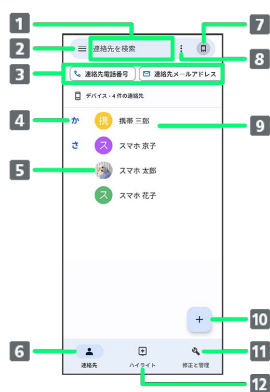 1
7
2
連絡先を検索
8
3
連絡先電話番号 連絡先メールアドレス
デバイス・4 件の連絡先
4
か
携 携帯 三郎
9
さ
ス スマホ 京子
5
スマホ 太郎
ス スマホ 花子
+
10
6
連絡先 ハイライト 修正と管理
11
12